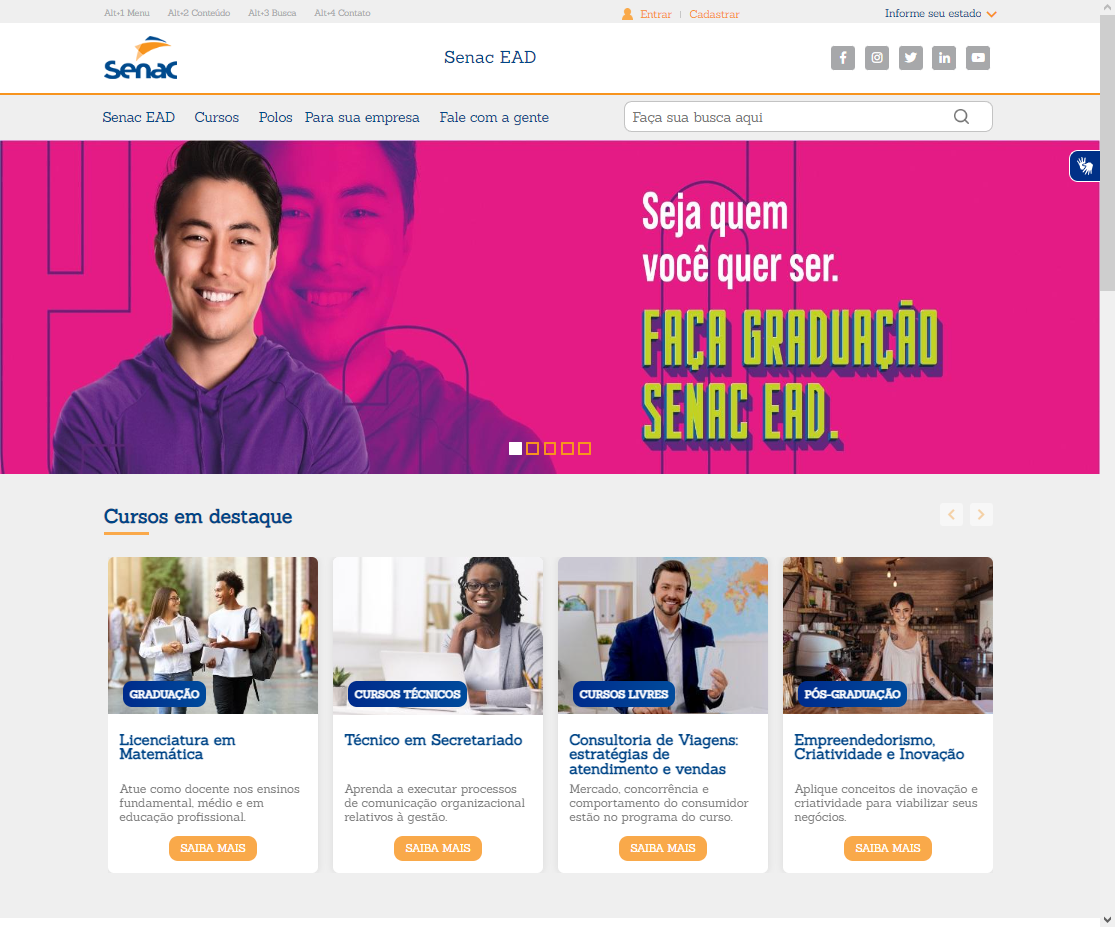 Alt+1 Menu Alt+2 Conteúdo Alt+3 Busca Alt+4 Contato Entrar | Cadastrar Informe seu estado
Senac
Senac EAD
Senac EAD Cursos Polos Para sua empresa Fale com a gente Faça sua busca aqui
Seja quem
você quer ser.
FAÇA GRADUAÇÃO
SENAC EAD.
Cursos em destaque
GRADUAÇÃO
Licenciatura em
Matemática
Atue como docente nos ensinos
fundamental, médio e em
educação profissional.
SAIBA MAIS
CURSOS TÉCNICOS
Técnico em Secretariado
Aprenda a executar processos
de comunicação organizacional
relativos à gestão.
SAIBA MAIS
CURSOS LIVRES
Consultoria de Viagens:
estratégias de
atendimento e vendas
Mercado, concorrência e
comportamento do consumidor
estão no programa do curso.
SAIBA MAIS
PÓS-GRADUAÇÃO
Empreendedorismo,
Criatividade e Inovação
Aplique conceitos de inovação e
criatividade para viabilizar seus
negócios.
SAIBA MAIS